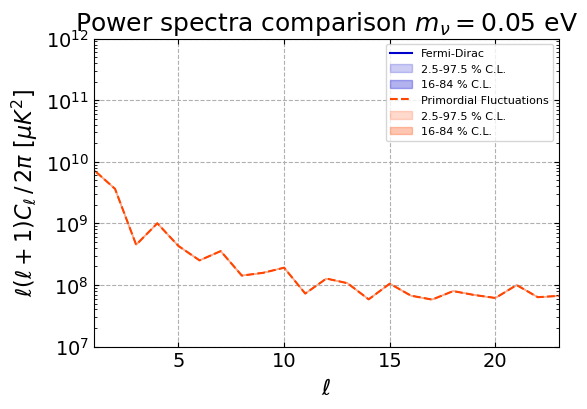 Power spectra comparison $m_\nu = 0.05$ eV
Fermi-Dirac
2.5-97.5 % C.L.
16-84 % C.L.
Primordial Fluctuations
2.5-97.5 % C.L.
16-84 % C.L.
$\ell(\ell + 1)C_\ell / 2\pi \; [\mu K^2]$
$10^{12}$
$10^{11}$
$10^{10}$
$10^9$
$10^8$
$10^7$
5 10 15 20
$\ell$